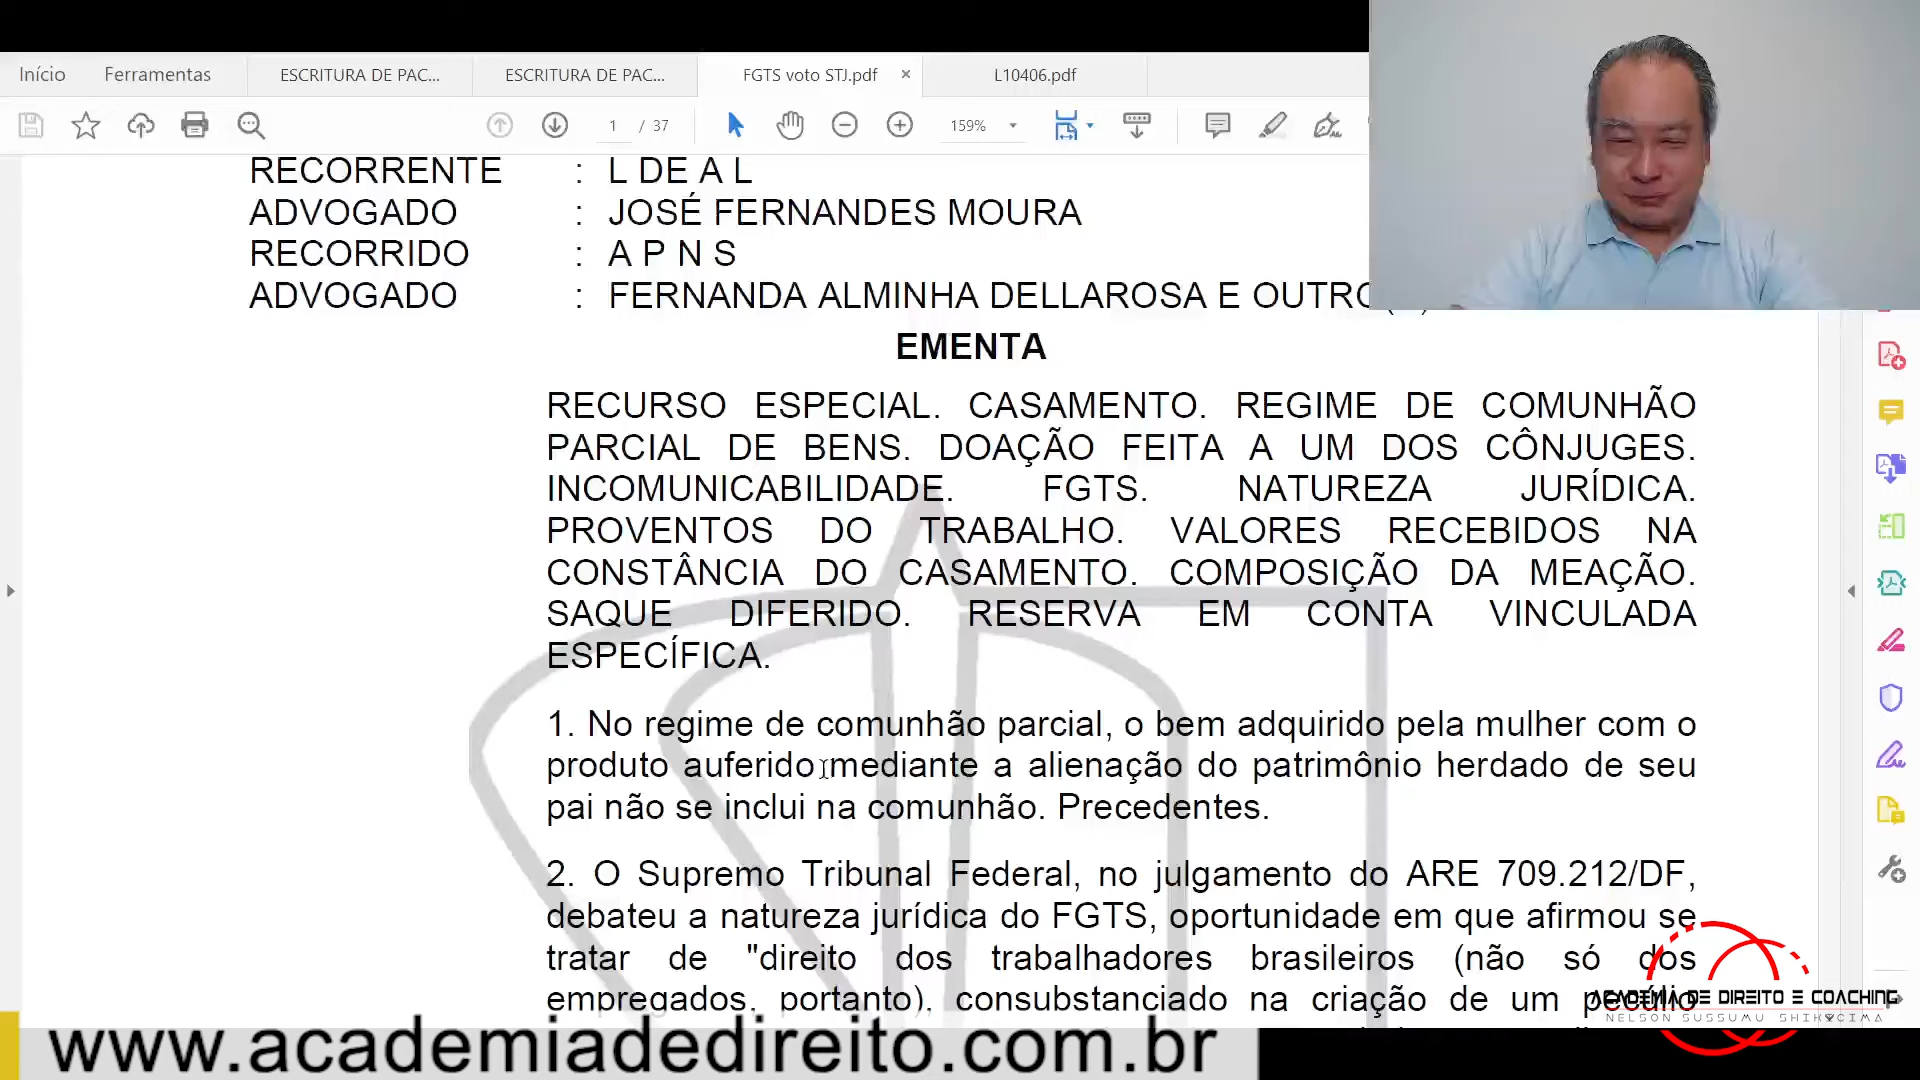 Início Ferramentas ESCRITURA DE PAC... ESCRITURA DE PAC... FGTS voto STJ.pdf × L10406.pdf
1 / 37 159%
RECORRENTE : L DE A L
ADVOGADO : JOSÉ FERNANDES MOURA
RECORRIDO : A P N S
ADVOGADO : FERNANDA ALMINHA DELLAROSA E OUTRO
EMENTA
RECURSO ESPECIAL. CASAMENTO. REGIME DE COMUNHÃO
PARCIAL DE BENS. DOAÇÃO FEITA A UM DOS CÔNJUGES.
INCOMUNICABILIDADE. FGTS. NATUREZA JURÍDICA.
PROVENTOS DO TRABALHO. VALORES RECEBIDOS NA
CONSTÂNCIA DO CASAMENTO. COMPOSIÇÃO DA MEAÇÃO.
SAQUE DIFERIDO. RESERVA EM CONTA VINCULADA
ESPECÍFICA.
1. No regime de comunhão parcial, o bem adquirido pela mulher com o
produto auferido mediante a alienação do patrimônio herdado de seu
pai não se inclui na comunhão. Precedentes.
2. O Supremo Tribunal Federal, no julgamento do ARE 709.212/DF,
debateu a natureza jurídica do FGTS, oportunidade em que afirmou se
tratar de "direito dos trabalhadores brasileiros (não só dos
empregados, portanto), consubstanciado na criação de um pecúlio
ACADEMIA DE DIREITO E COACHING
NELSON SUSSUMU SHIKICIMA
www.academiadedireito.com.br